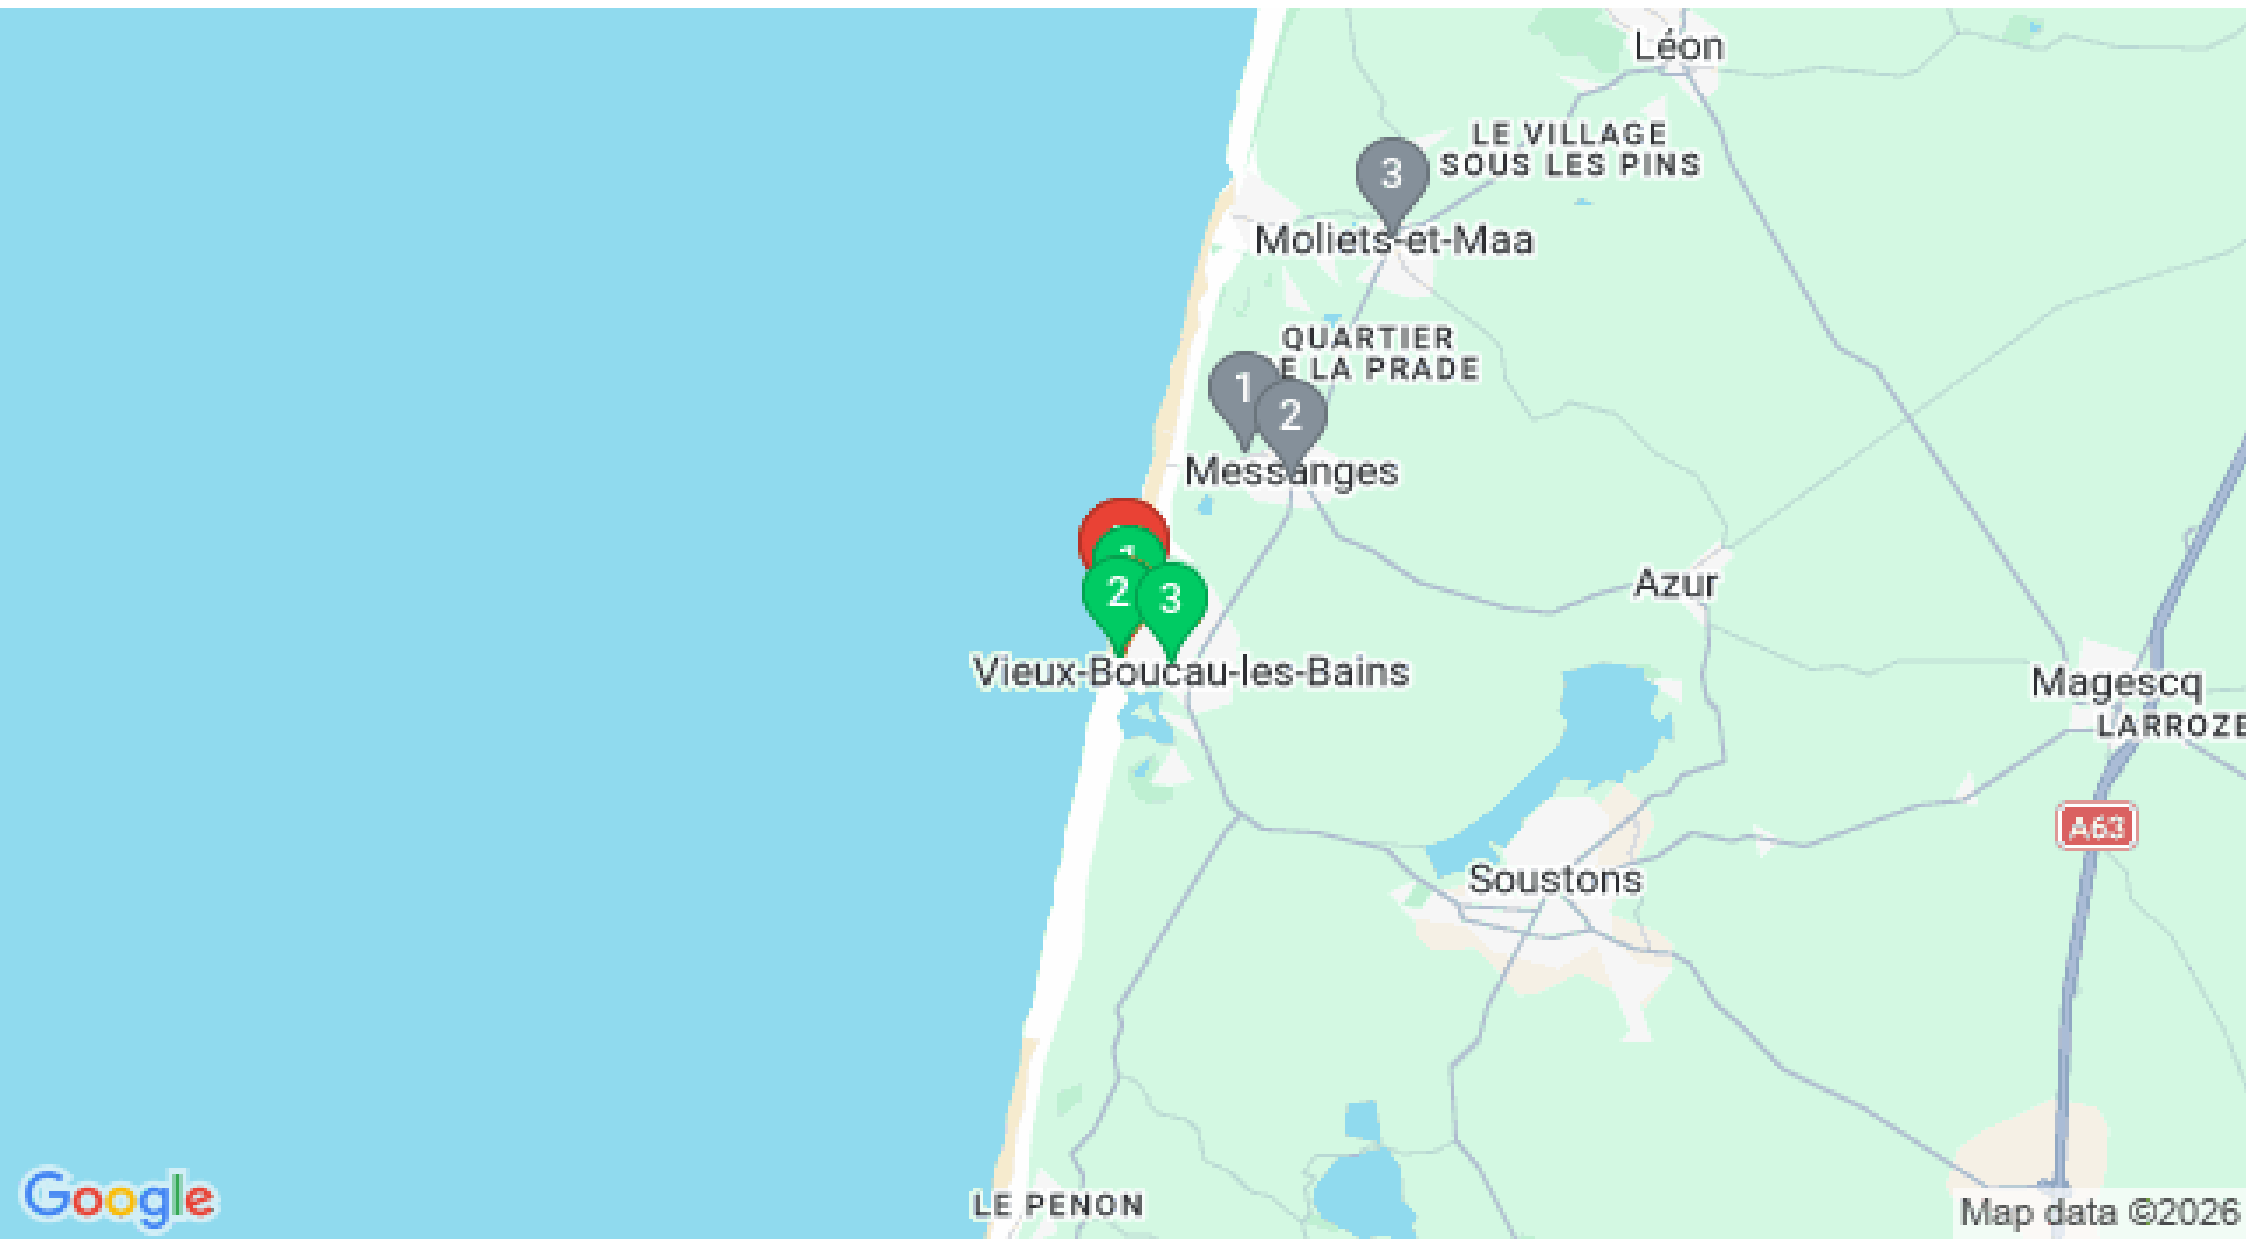 Léon
LE VILLAGE
SOUS LES PINS
3
Moliets-et-Maa
QUARTIER
E LA PRADE
1
2
Messanges
1
2
3
Azur
Vieux-Boucau-les-Bains
Magescq
LARROZE
A63
Soustons
LE PENON
Google
Map data ©2026